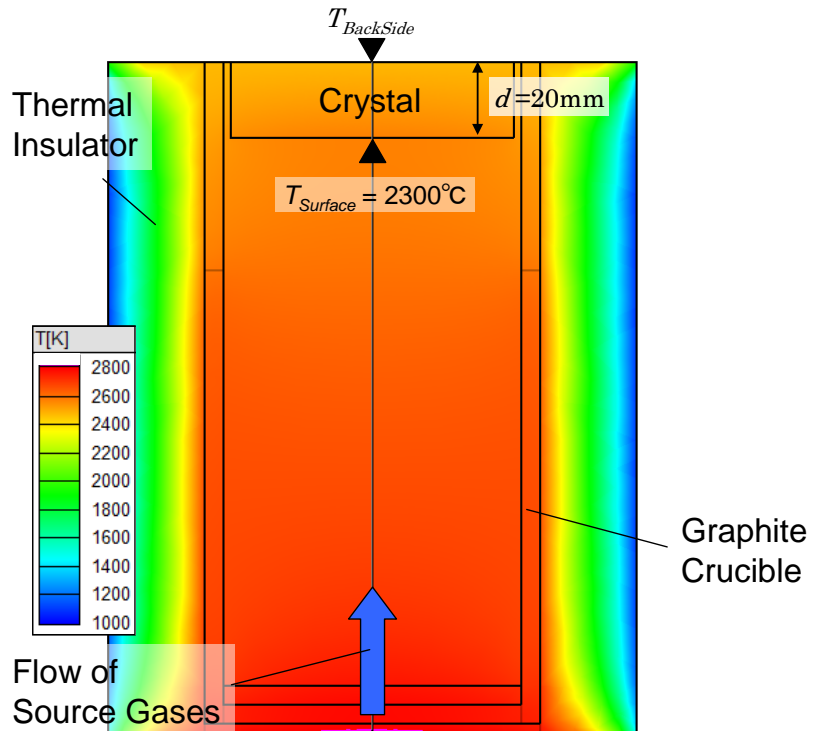 T_BackSide
Thermal
Insulator
Crystal
d=20mm
T_Surface = 2300℃
T[K]
2800
2600
2400
2200
2000
1800
1600
1400
1200
1000
Graphite
Crucible
Flow of
Source Gases